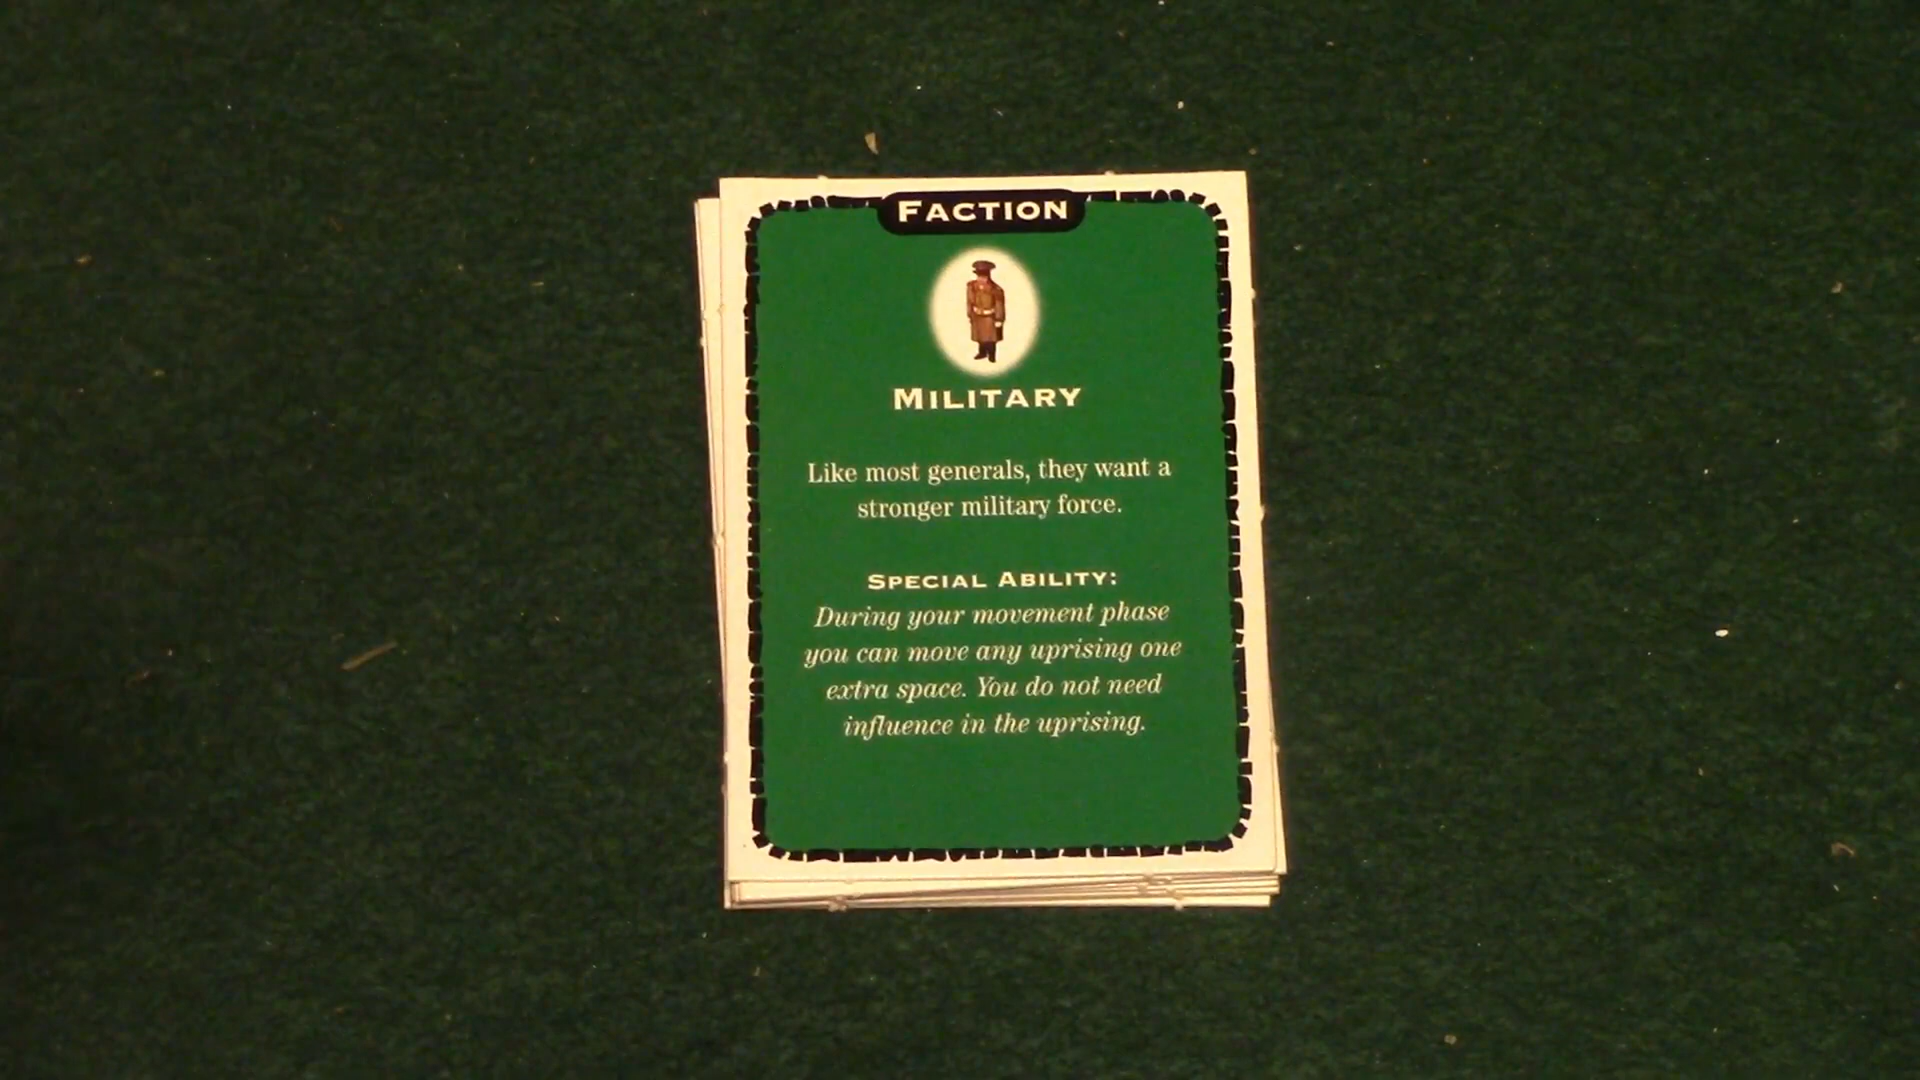 FACTION
MILITARY
Like most generals, they want a
stronger military force.
SPECIAL ABILITY:
During your movement phase
you can move any uprising one
extra space. You do not need
influence in the uprising.